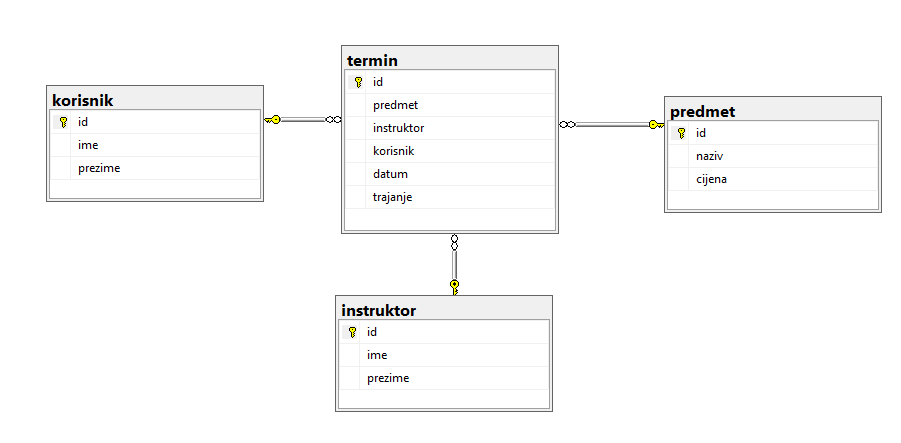 korisnik
id
ime
prezime
termin
id
predmet
instruktor
korisnik
datum
trajanje
predmet
id
naziv
cijena
instruktor
id
ime
prezime